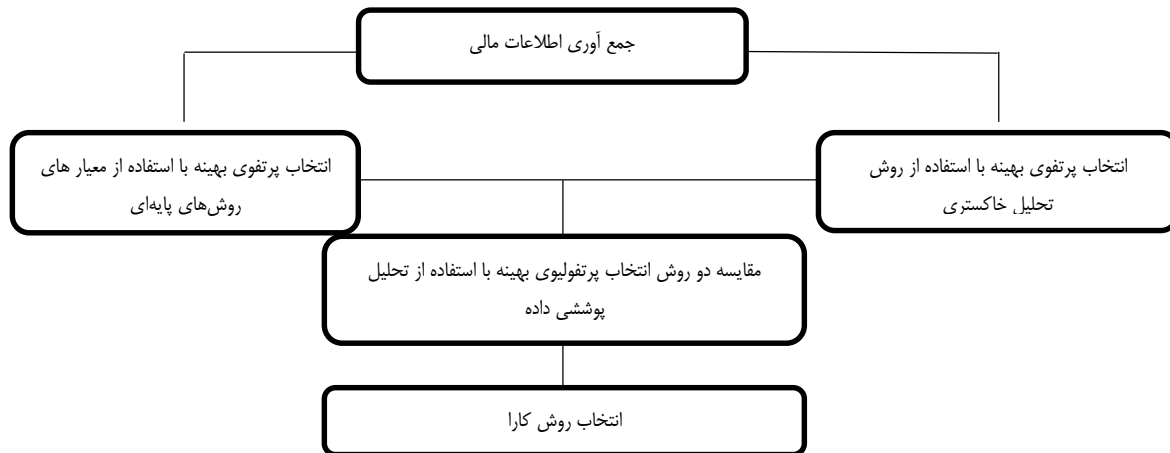 جمع آوری اطلاعات مالی
انتخاب پرتفوی بهینه با استفاده از روش
تحلیل خاکستری
انتخاب پرتفوی بهینه با استفاده از معیار های
روش‌های پایه‌ای
مقایسه دو روش انتخاب پرتفولیوی بهینه با استفاده از تحلیل
پوششی داده
انتخاب روش کارا